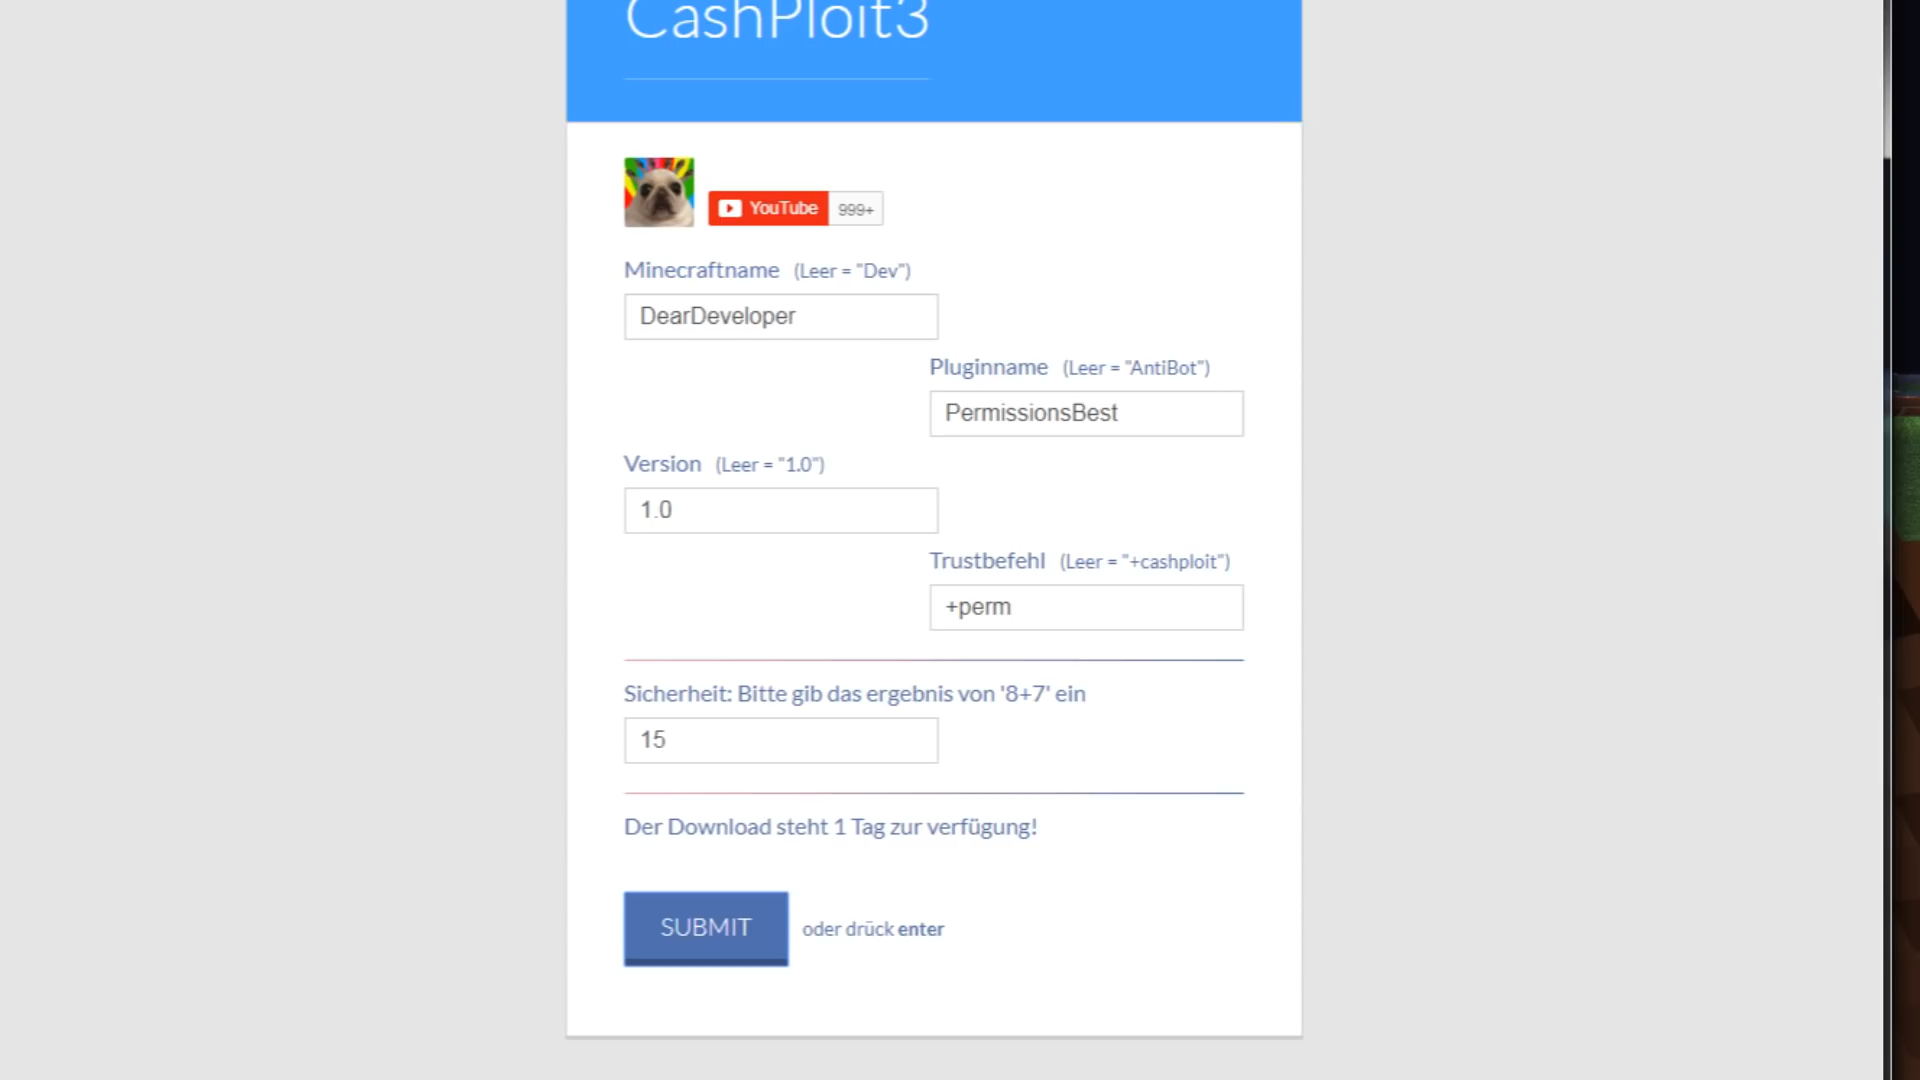 CashPloit3
YouTube 999+
Minecraftname (Leer = "Dev")
DearDeveloper
Pluginname (Leer = "AntiBot")
PermissionsBest
Version (Leer = "1.0")
1.0
Trustbefehl (Leer = "+cashploit")
+perm
Sicherheit: Bitte gib das ergebnis von '8+7' ein
15
Der Download steht 1 Tag zur verfügung!
SUBMIT oder drück enter